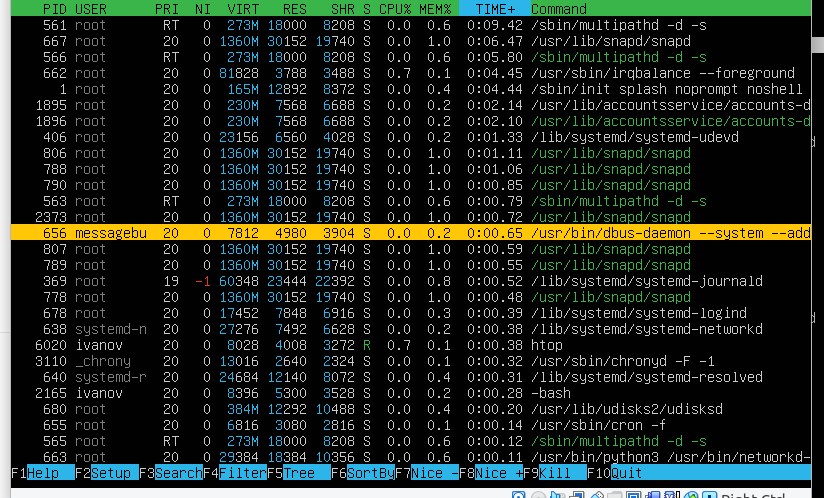 PID USER PRI NI VIRT RES SHR S CPU% MEM% TIME+ Command
561 root RT 0 273M 18000 8208 S 0.0 0.6 0:09.42 /sbin/multipathd -d -s
667 root 20 0 1360M 30152 19740 S 0.0 1.0 0:06.47 /usr/lib/snapd/snapd
566 root RT 0 273M 18000 8208 S 0.0 0.6 0:05.80 /sbin/multipathd -d -s
662 root 20 0 81828 3788 3488 S 0.7 0.1 0:04.45 /usr/sbin/irqbalance --foreground
1 root 20 0 165M 12892 8372 S 0.0 0.4 0:04.44 /sbin/init splash noprompt noshell
1895 root 20 0 230M 7568 6688 S 0.0 0.2 0:02.14 /usr/lib/accountsservice/accounts-d
1896 root 20 0 230M 7568 6688 S 0.0 0.2 0:02.10 /usr/lib/accountsservice/accounts-d
406 root 20 0 23156 6560 4028 S 0.0 0.2 0:01.33 /lib/systemd/systemd-udevd
806 root 20 0 1360M 30152 19740 S 0.0 1.0 0:01.11 /usr/lib/snapd/snapd
788 root 20 0 1360M 30152 19740 S 0.0 1.0 0:01.06 /usr/lib/snapd/snapd
790 root 20 0 1360M 30152 19740 S 0.0 1.0 0:00.85 /usr/lib/snapd/snapd
563 root RT 0 273M 18000 8208 S 0.0 0.6 0:00.79 /sbin/multipathd -d -s
2373 root 20 0 1360M 30152 19740 S 0.0 1.0 0:00.72 /usr/lib/snapd/snapd
656 messagebu 20 0 7812 4980 3904 S 0.0 0.2 0:00.65 /usr/bin/dbus-daemon --system --add
807 root 20 0 1360M 30152 19740 S 0.0 1.0 0:00.59 /usr/lib/snapd/snapd
789 root 20 0 1360M 30152 19740 S 0.0 1.0 0:00.55 /usr/lib/snapd/snapd
369 root 19 -1 60348 23444 22392 S 0.0 0.8 0:00.52 /lib/systemd/systemd-journald
778 root 20 0 1360M 30152 19740 S 0.0 1.0 0:00.48 /usr/lib/snapd/snapd
678 root 20 0 17452 7848 6916 S 0.0 0.3 0:00.39 /lib/systemd/systemd-logind
638 systemd-n 20 0 27276 7492 6628 S 0.0 0.2 0:00.38 /lib/systemd/systemd-networkd
6020 ivanov 20 0 8028 4008 3272 R 0.7 0.1 0:00.38 htop
3110 _chrony 20 0 13016 2640 2324 S 0.0 0.1 0:00.32 /usr/sbin/chronyd -F -1
640 systemd-r 20 0 24684 12140 8072 S 0.0 0.4 0:00.31 /lib/systemd/systemd-resolved
2165 ivanov 20 0 8396 5300 3528 S 0.0 0.2 0:00.28 -bash
680 root 20 0 384M 12292 10488 S 0.0 0.4 0:00.20 /usr/lib/udisks2/udisksd
655 root 20 0 6816 3080 2816 S 0.0 0.1 0:00.14 /usr/sbin/cron -f
565 root RT 0 273M 18000 8208 S 0.0 0.6 0:00.12 /sbin/multipathd -d -s
663 root 20 0 29384 18384 10356 S 0.0 0.6 0:00.11 /usr/bin/python3 /usr/bin/networkd-
F1Help F2Setup F3SearchF4FilterF5Tree F6SortByF7Nice -F8Nice +F9Kill F10Quit